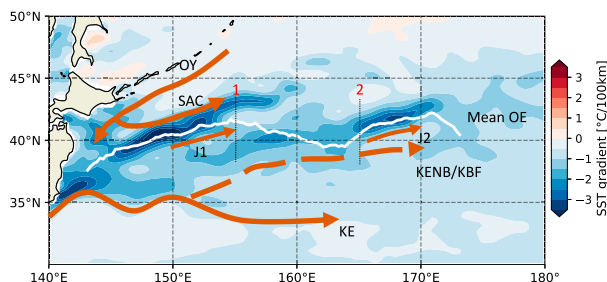 50°N
45°N
40°N
35°N
140°E
150°E
160°E
170°E
180°
OY
SAC
1
2
J1
J2
Mean OE
KENB/KBF
KE
3
2
1
0
−1
−2
−3
SST gradient [°C/100km]